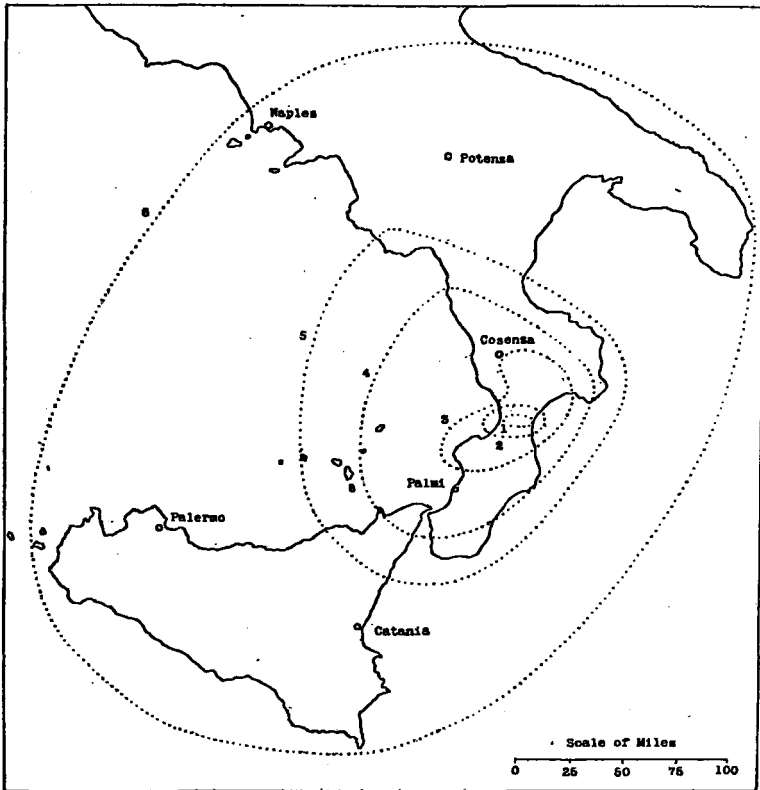 Naples
Potenza
6
5
Cosenza
4
3
1
2
Palmi
Palermo
Catania
Scale of Miles
0 25 50 75 100